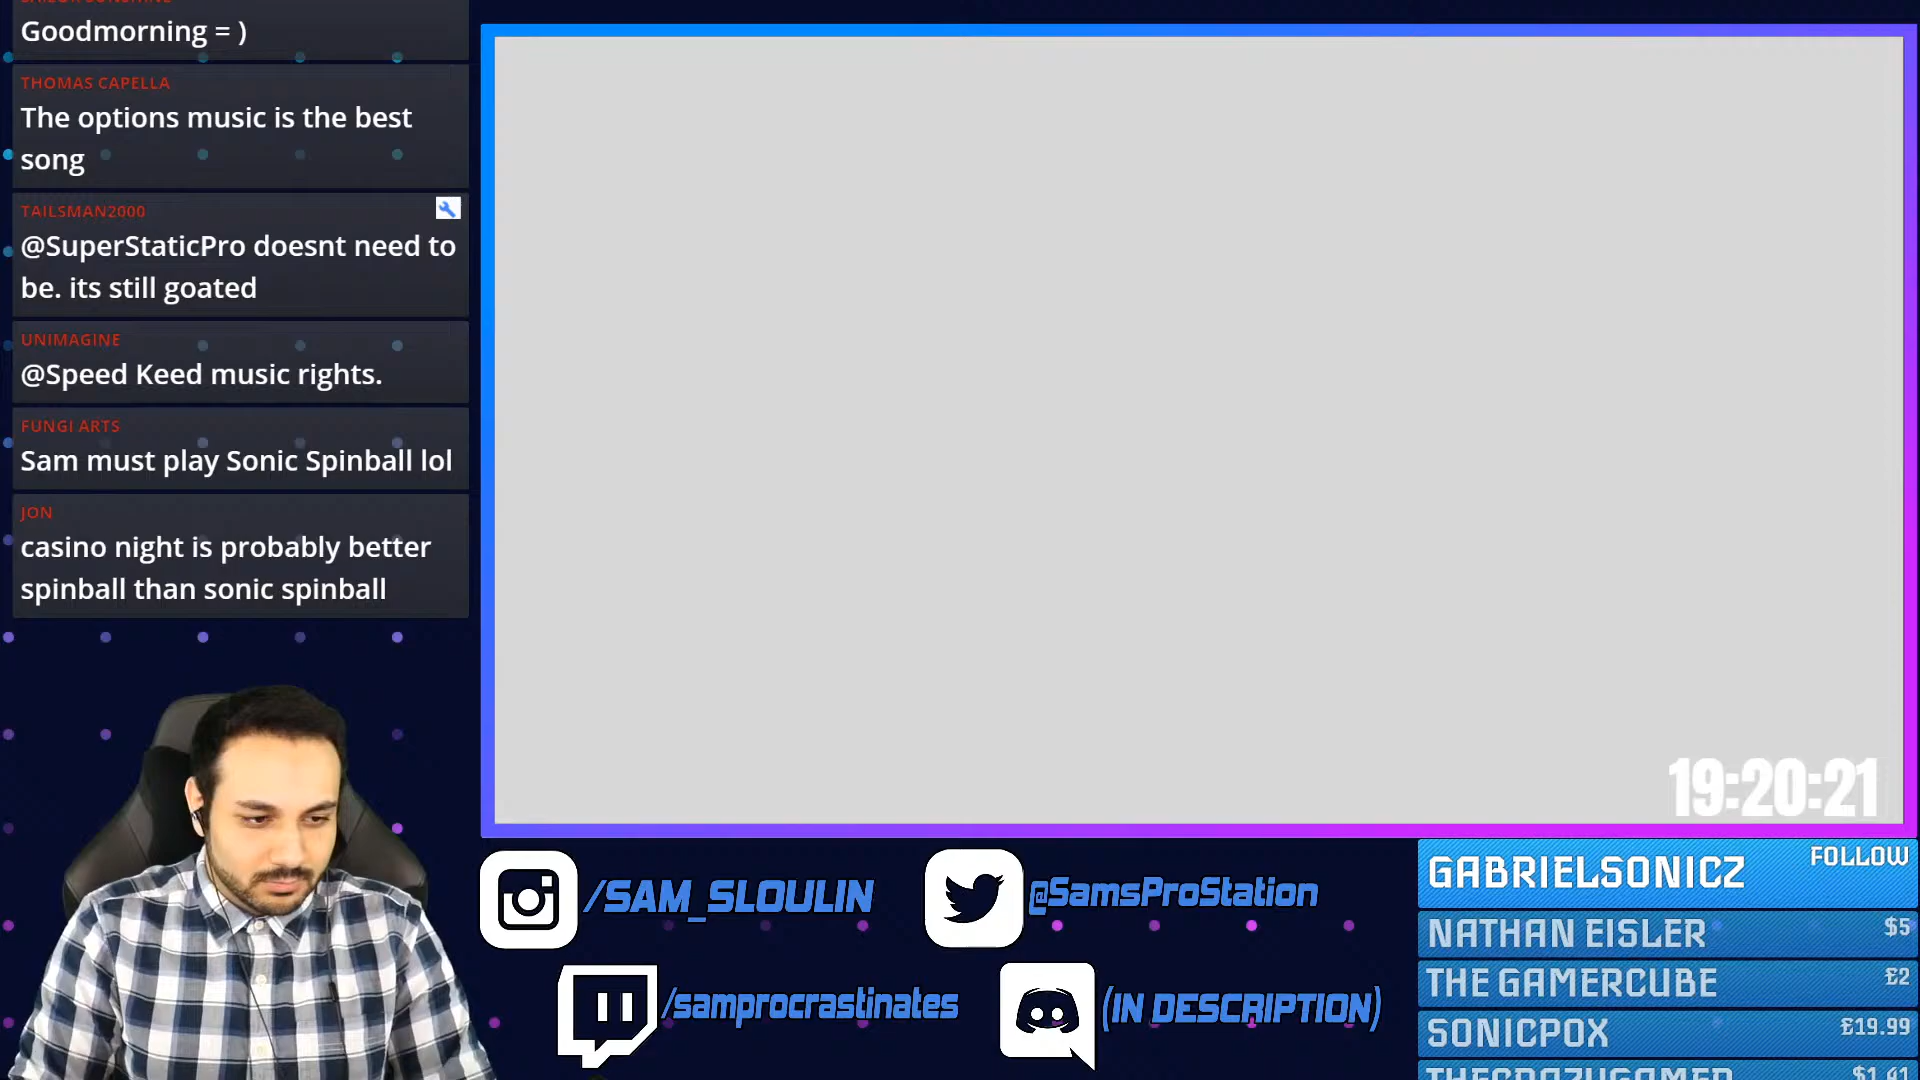 Goodmorning = )
THOMAS CAPELLA
The options music is the best
song
TAILSMAN2000
@SuperStaticPro doesnt need to
be. its still goated
UNIMAGINE
@Speed Keed music rights.
FUNGI ARTS
Sam must play Sonic Spinball lol
JON
casino night is probably better
spinball than sonic spinball
19:20:21
/SAM_SLOULIN
@SamsProStation
/samprocrastinates
(IN DESCRIPTION)
GABRIELSONICZ FOLLOW
NATHAN EISLER $5
THE GAMERCUBE £2
SONICPOX £19.99
THECRAZYGAMED $1.41